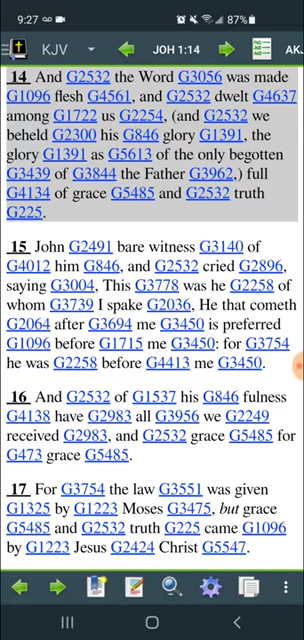 9:27
87%
KJV JOH 1:14 AK.
14 And G2532 the Word G3056 was made
G1096 flesh G4561, and G2532 dwelt G4637
among G1722 us G2254, (and G2532 we
beheld G2300 his G846 glory G1391, the
glory G1391 as G5613 of the only begotten
G3439 of G3844 the Father G3962,) full
G4134 of grace G5485 and G2532 truth
G225.
15 John G2491 bare witness G3140 of
G4012 him G846, and G2532 cried G2896,
saying G3004, This G3778 was he G2258 of
whom G3739 I spake G2036, He that cometh
G2064 after G3694 me G3450 is preferred
G1096 before G1715 me G3450: for G3754
he was G2258 before G4413 me G3450.
16 And G2532 of G1537 his G846 fulness
G4138 have G2983 all G3956 we G2249
received G2983, and G2532 grace G5485 for
G473 grace G5485.
17 For G3754 the law G3551 was given
G1325 by G1223 Moses G3475, but grace
G5485 and G2532 truth G225 came G1096
by G1223 Jesus G2424 Christ G5547.